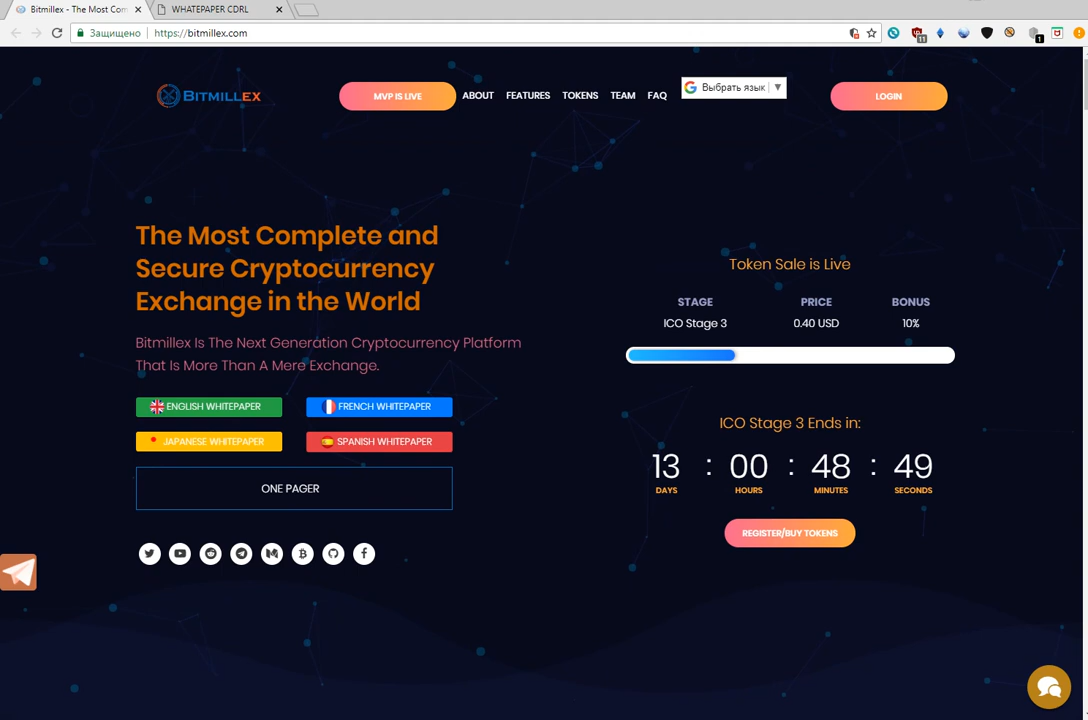 Bitmillex - The Most Com
WHATEPAPER CDRL
Защищено
https://bitmillex.com
11
1
BITMILLEX
MVP IS LIVE
ABOUT
FEATURES
TOKENS
TEAM
FAQ
G Выбрать язык ▼
LOGIN
The Most Complete and
Secure Cryptocurrency
Exchange in the World
Bitmillex Is The Next Generation Cryptocurrency Platform
That Is More Than A Mere Exchange.
ENGLISH WHITEPAPER
FRENCH WHITEPAPER
JAPANESE WHITEPAPER
SPANISH WHITEPAPER
ONE PAGER
Token Sale is Live
STAGE PRICE BONUS
ICO Stage 3 0.40 USD 10%
ICO Stage 3 Ends in:
13 : 00 : 48 : 49
DAYS HOURS MINUTES SECONDS
REGISTER/BUY TOKENS